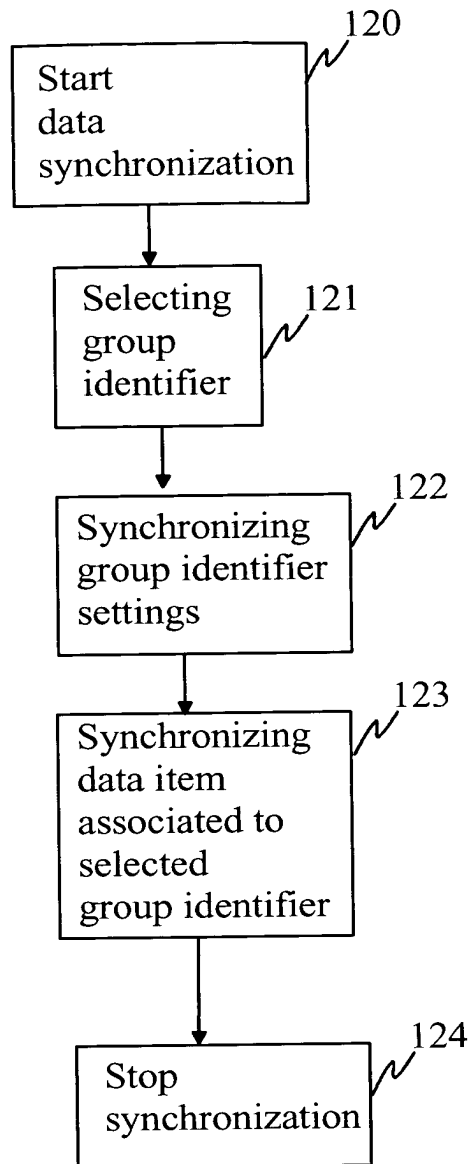 120
Start
data
synchronization
121
Selecting
group
identifier
122
Synchronizing
group identifier
settings
123
Synchronizing
data item
associated to
selected
group identifier
124
Stop
synchronization